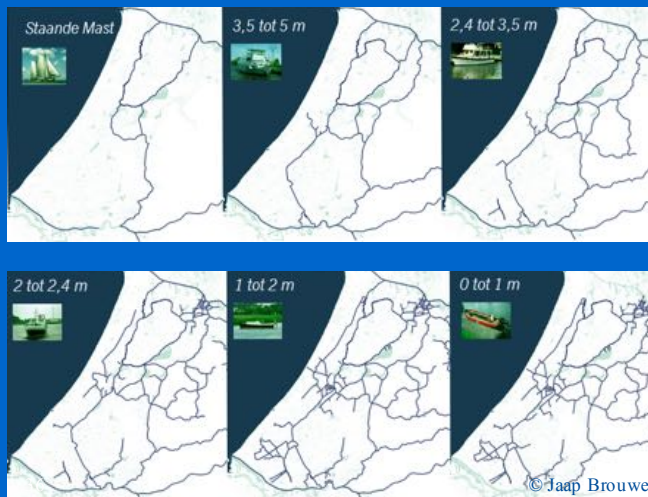 Staande Mast
3,5 tot 5 m
2,4 tot 3,5 m
2 tot 2,4 m
1 tot 2 m
0 tot 1 m
© Jaap Brouwe